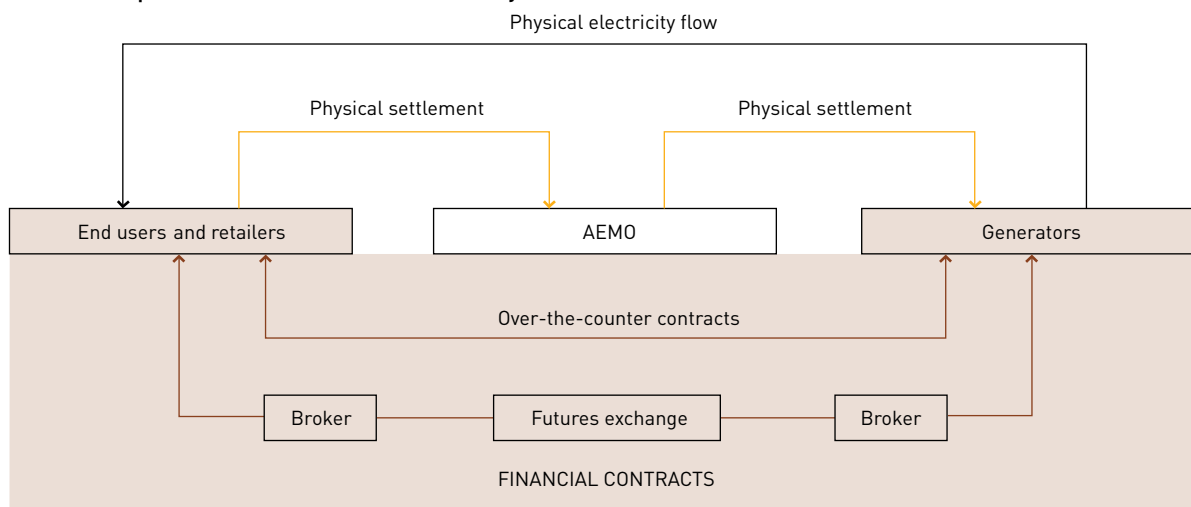 Physical electricity flow
Physical settlement
Physical settlement
End users and retailers
AEMO
Generators
Over-the-counter contracts
Broker
Futures exchange
Broker
FINANCIAL CONTRACTS